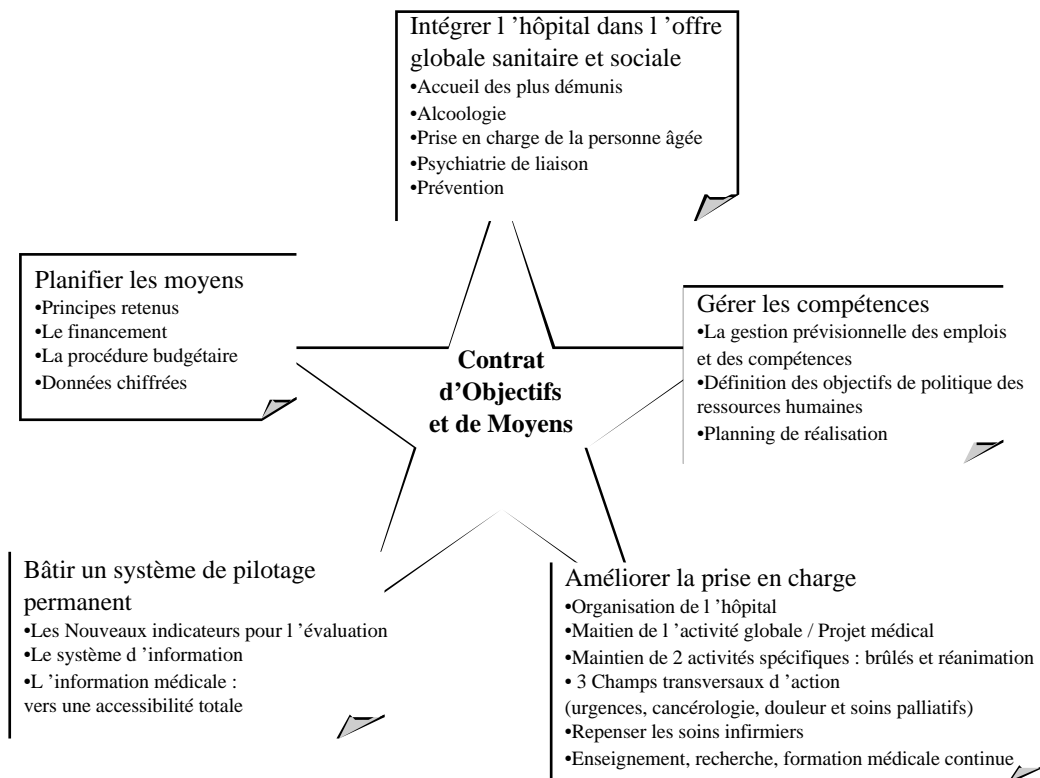 Intégrer l ’hôpital dans l ’offre
globale sanitaire et sociale
•Accueil des plus démunis
•Alcoologie
•Prise en charge de la personne âgée
•Psychiatrie de liaison
•Prévention
Planifier les moyens
•Principes retenus
•Le financement
•La procédure budgétaire
•Données chiffrées
Contrat
d’Objectifs
et de Moyens
Gérer les compétences
•La gestion prévisionnelle des emplois
et des compétences
•Définition des objectifs de politique des
ressources humaines
•Planning de réalisation
Bâtir un système de pilotage
permanent
•Les Nouveaux indicateurs pour l ’évaluation
•Le système d ’information
•L ’information médicale :
vers une accessibilité totale
Améliorer la prise en charge
•Organisation de l ’hôpital
•Maitien de l ’activité globale / Projet médical
•Maintien de 2 activités spécifiques : brûlés et réanimation
• 3 Champs transversaux d ’action
(urgences, cancérologie, douleur et soins palliatifs)
•Repenser les soins infirmiers
•Enseignement, recherche, formation médicale continue